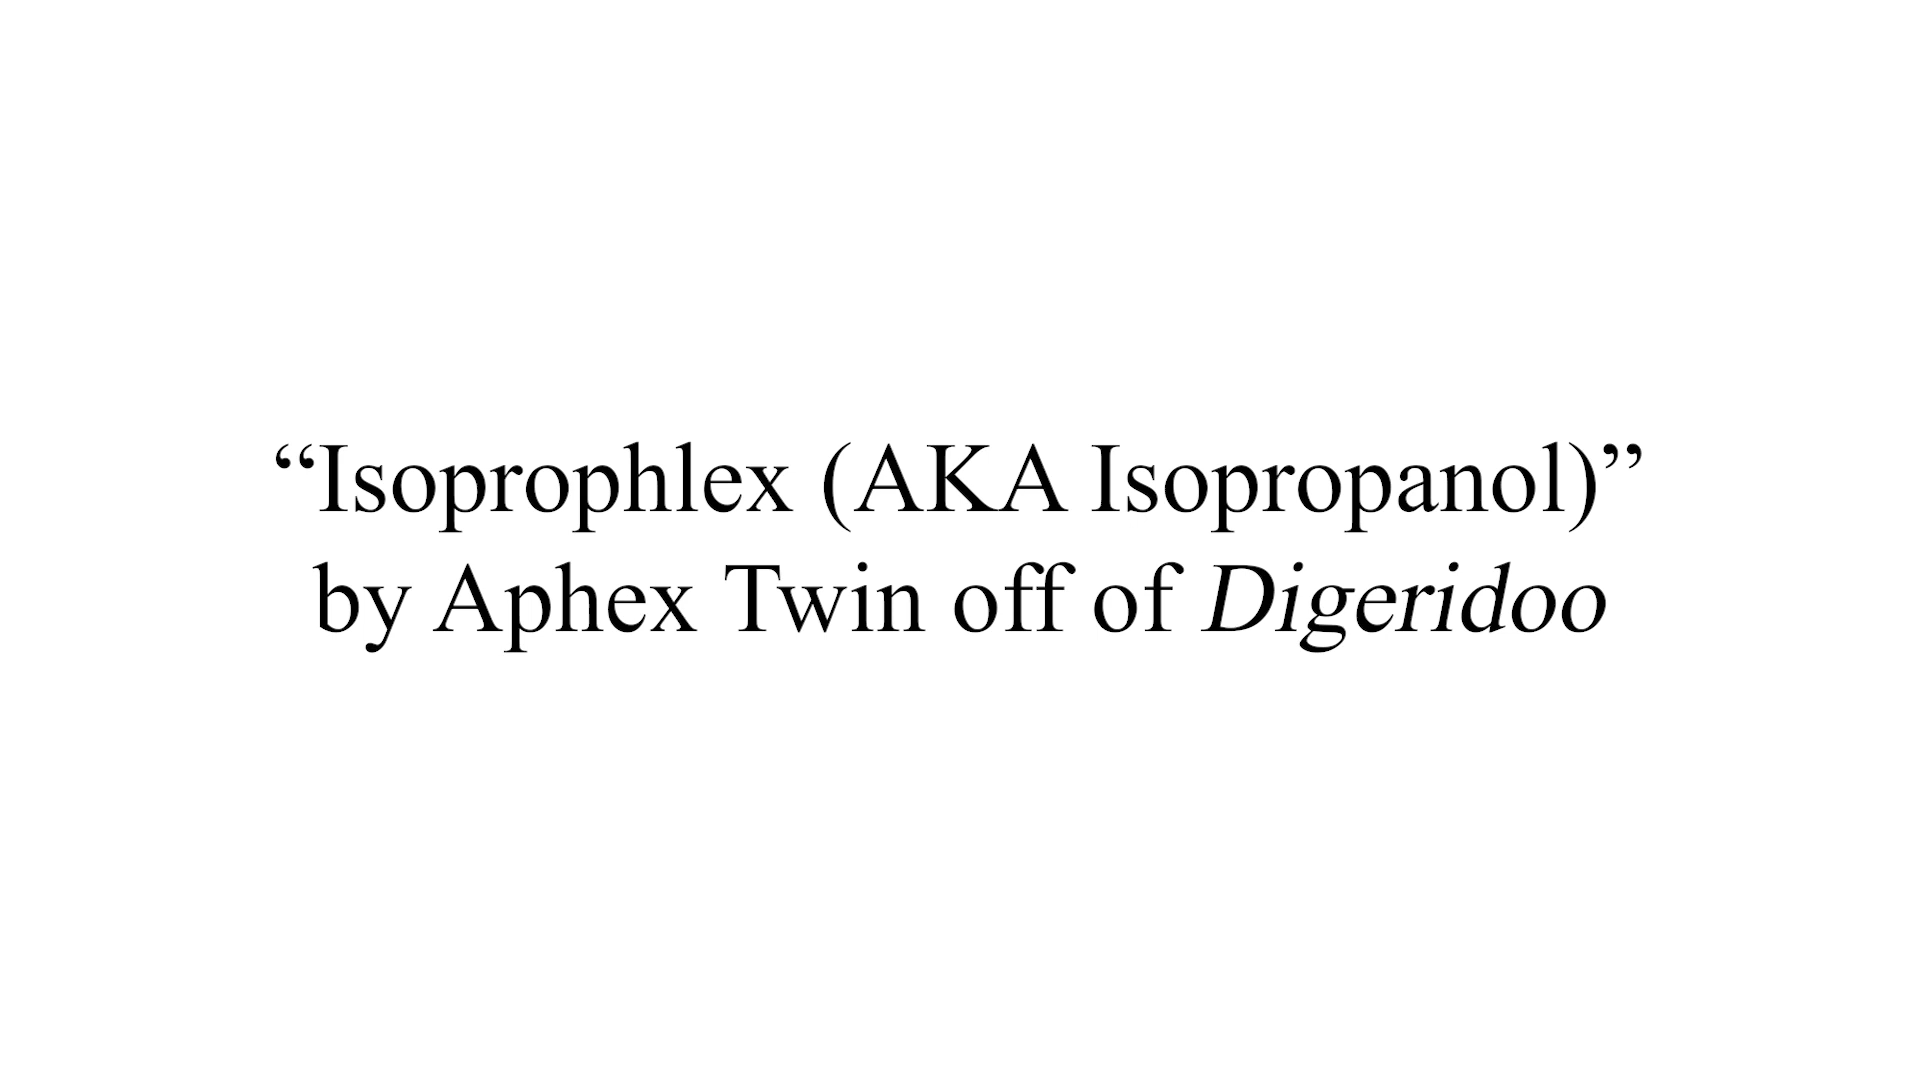 “Isoprophlex (AKA Isopropanol)”
by Aphex Twin off of Digeridoo